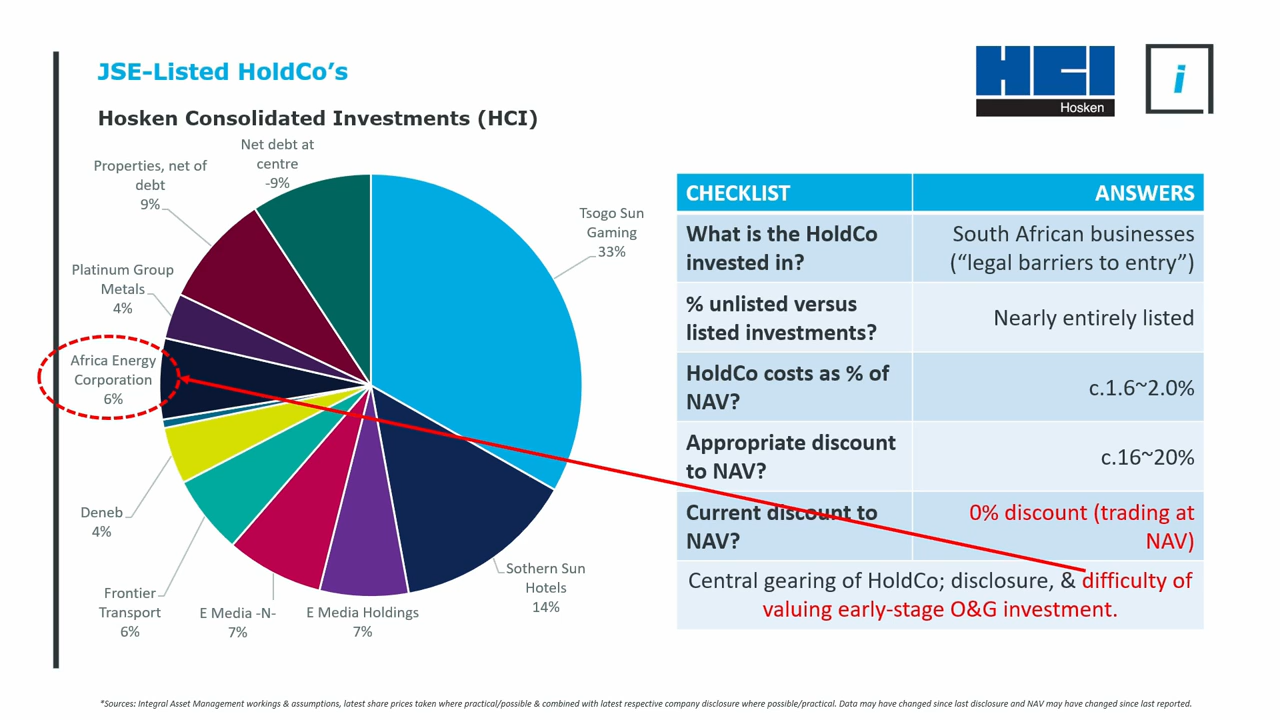 JSE-Listed HoldCo's
HCI
Hosken
i
Hosken Consolidated Investments (HCI)
Net debt at
centre
-9%
Properties, net of
debt
9%
Platinum Group
Metals
4%
Africa Energy
Corporation
6%
Deneb
4%
Frontier
Transport
6%
E Media -N-
7%
E Media Holdings
7%
Sothern Sun
Hotels
14%
Tsogo Sun
Gaming
33%
CHECKLIST
ANSWERS
What is the HoldCo
invested in?
South African businesses
("legal barriers to entry")
% unlisted versus
listed investments?
Nearly entirely listed
HoldCo costs as % of
NAV?
c.1.6~2.0%
Appropriate discount
to NAV?
c.16~20%
Current discount to
NAV?
0% discount (trading at
NAV)
Central gearing of HoldCo; disclosure, & difficulty of
valuing early-stage O&G investment.
*Sources: Integral Asset Management workings & assumptions, latest share prices taken where practical/possible & combined with latest respective company disclosure where possible/practical. Data may have changed since last disclosure and NAV may have changed since last reported.